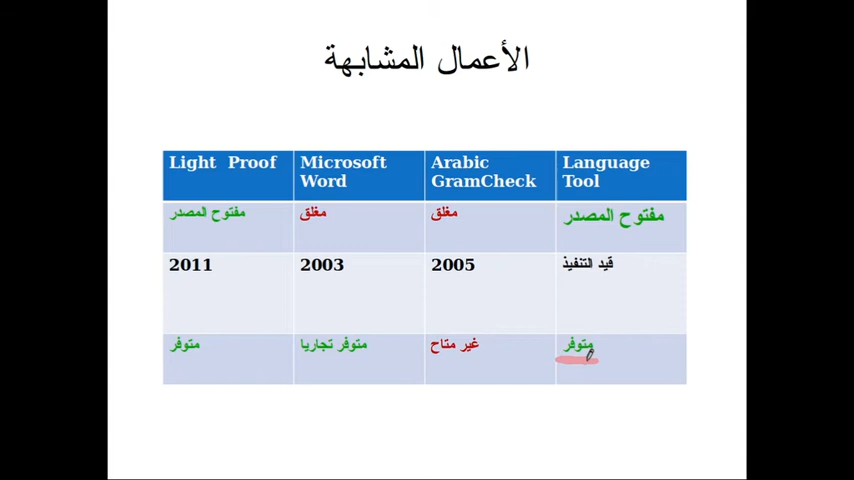 الأعمال المشابهة
Light Proof
Microsoft Word
Arabic GramCheck
Language Tool
مفتوح المصدر
مغلق
مغلق
مفتوح المصدر
2011
2003
2005
قيد التنفيذ
متوفر
متوفر تجاريا
غير متاح
متوفر